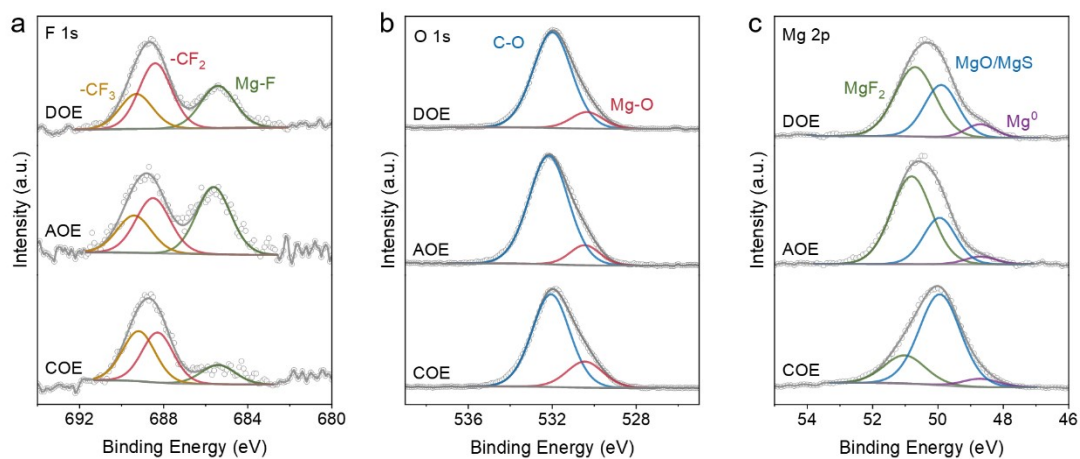 a
F 1s
-CF₂
-CF₃
Mg-F
DOE
AOE
COE
Intensity (a.u.)
692 688 684 680
Binding Energy (eV)
b
O 1s
C-O
Mg-O
DOE
AOE
COE
Intensity (a.u.)
536 532 528
Binding Energy (eV)
c
Mg 2p
MgO/MgS
MgF₂
Mg⁰
DOE
AOE
COE
Intensity (a.u.)
54 52 50 48 46
Binding Energy (eV)